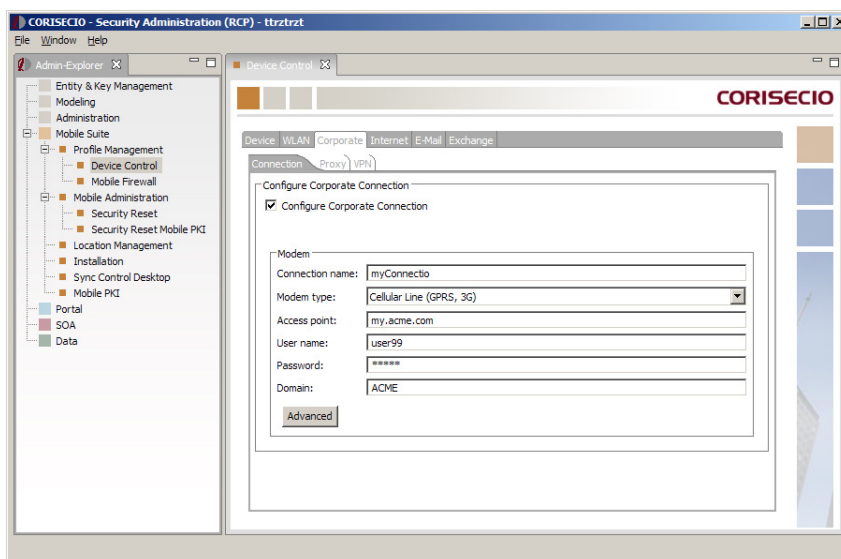 CORISECIO - Security Administration (RCP) - ttrztrzt
File Window Help
Admin-Explorer
Entity & Key Management
Modeling
Administration
Mobile Suite
Profile Management
Device Control
Mobile Firewall
Mobile Administration
Security Reset
Security Reset Mobile PKI
Location Management
Installation
Sync Control Desktop
Mobile PKI
Portal
SOA
Data
Device Control
CORISECIO
Device WLAN Corporate Internet E-Mail Exchange
Connection Proxy VPN
Configure Corporate Connection
Configure Corporate Connection
Modem
Connection name: myConnectio
Modem type: Cellular Line (GPRS, 3G)
Access point: my.acme.com
User name: user99
Password: *****
Domain: ACME
Advanced